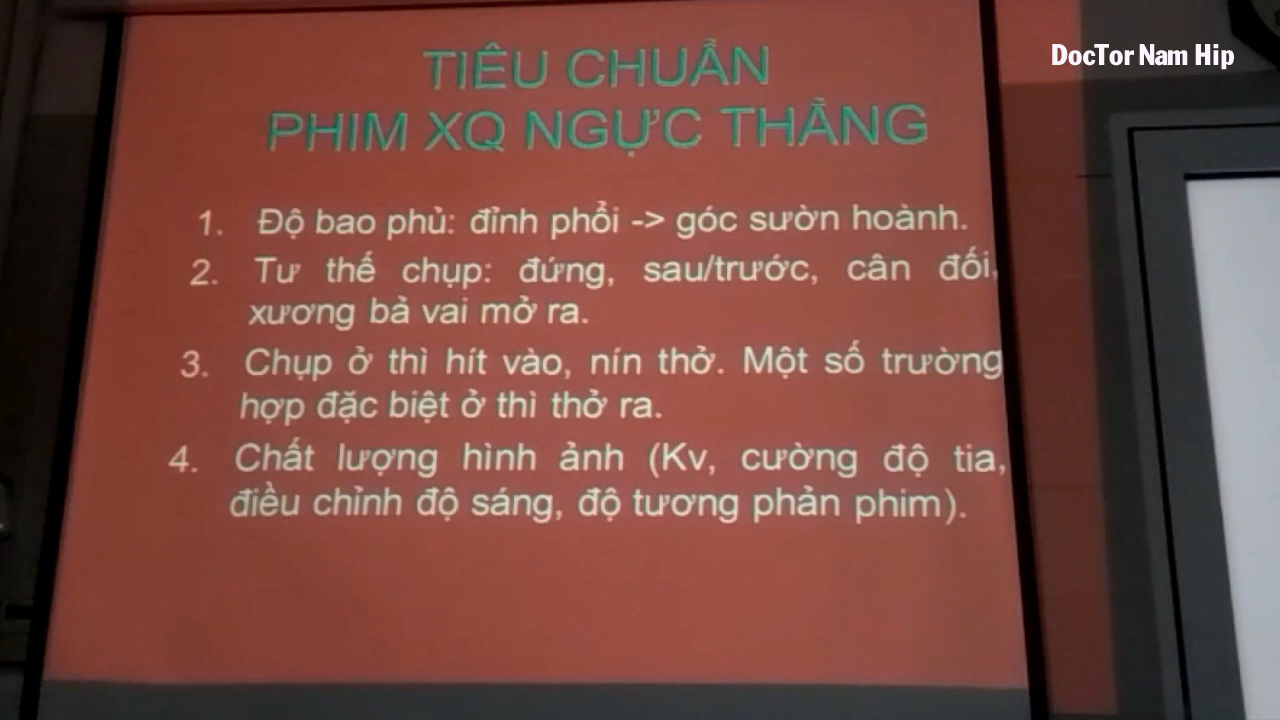 DocTor Nam Hip
TIÊU CHUẨN
PHIM XQ NGỰC THẲNG
1. Độ bao phủ: đỉnh phổi -> góc sườn hoành.
2. Tư thế chụp: đứng, sau/trước, cân đối,
xương bả vai mở ra.
3. Chụp ở thì hít vào, nín thở. Một số trường
hợp đặc biệt ở thì thở ra.
4. Chất lượng hình ảnh (Kv, cường độ tia,
điều chỉnh độ sáng, độ tương phản phim).